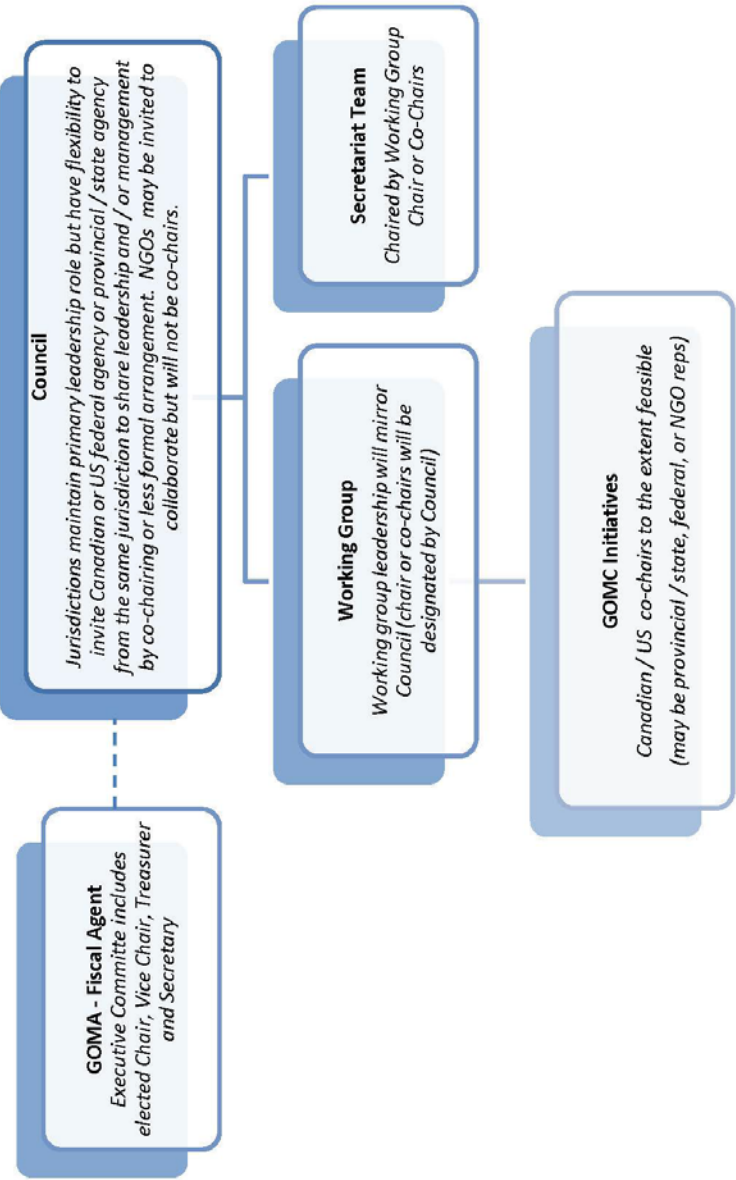 Council
Jurisdictions maintain primary leadership role but have flexibility to
invite Canadian or US federal agency or provincial / state agency
from the same jurisdiction to share leadership and / or management
by co-chairing or less formal arrangement.  NGOs  may be invited to
collaborate but will not be co-chairs.
GOMA - Fiscal Agent
Executive Committe includes
elected Chair, Vice Chair, Treasurer
and Secretary
Working Group
Working group leadership will mirror
Council (chair or co-chairs will be
designated by Council)
Secretariat Team
Chaired by Working Group
Chair or Co-Chairs
GOMC Initiatives
Canadian / US  co-chairs to the extent feasible
(may be provincial / state, federal, or NGO reps)